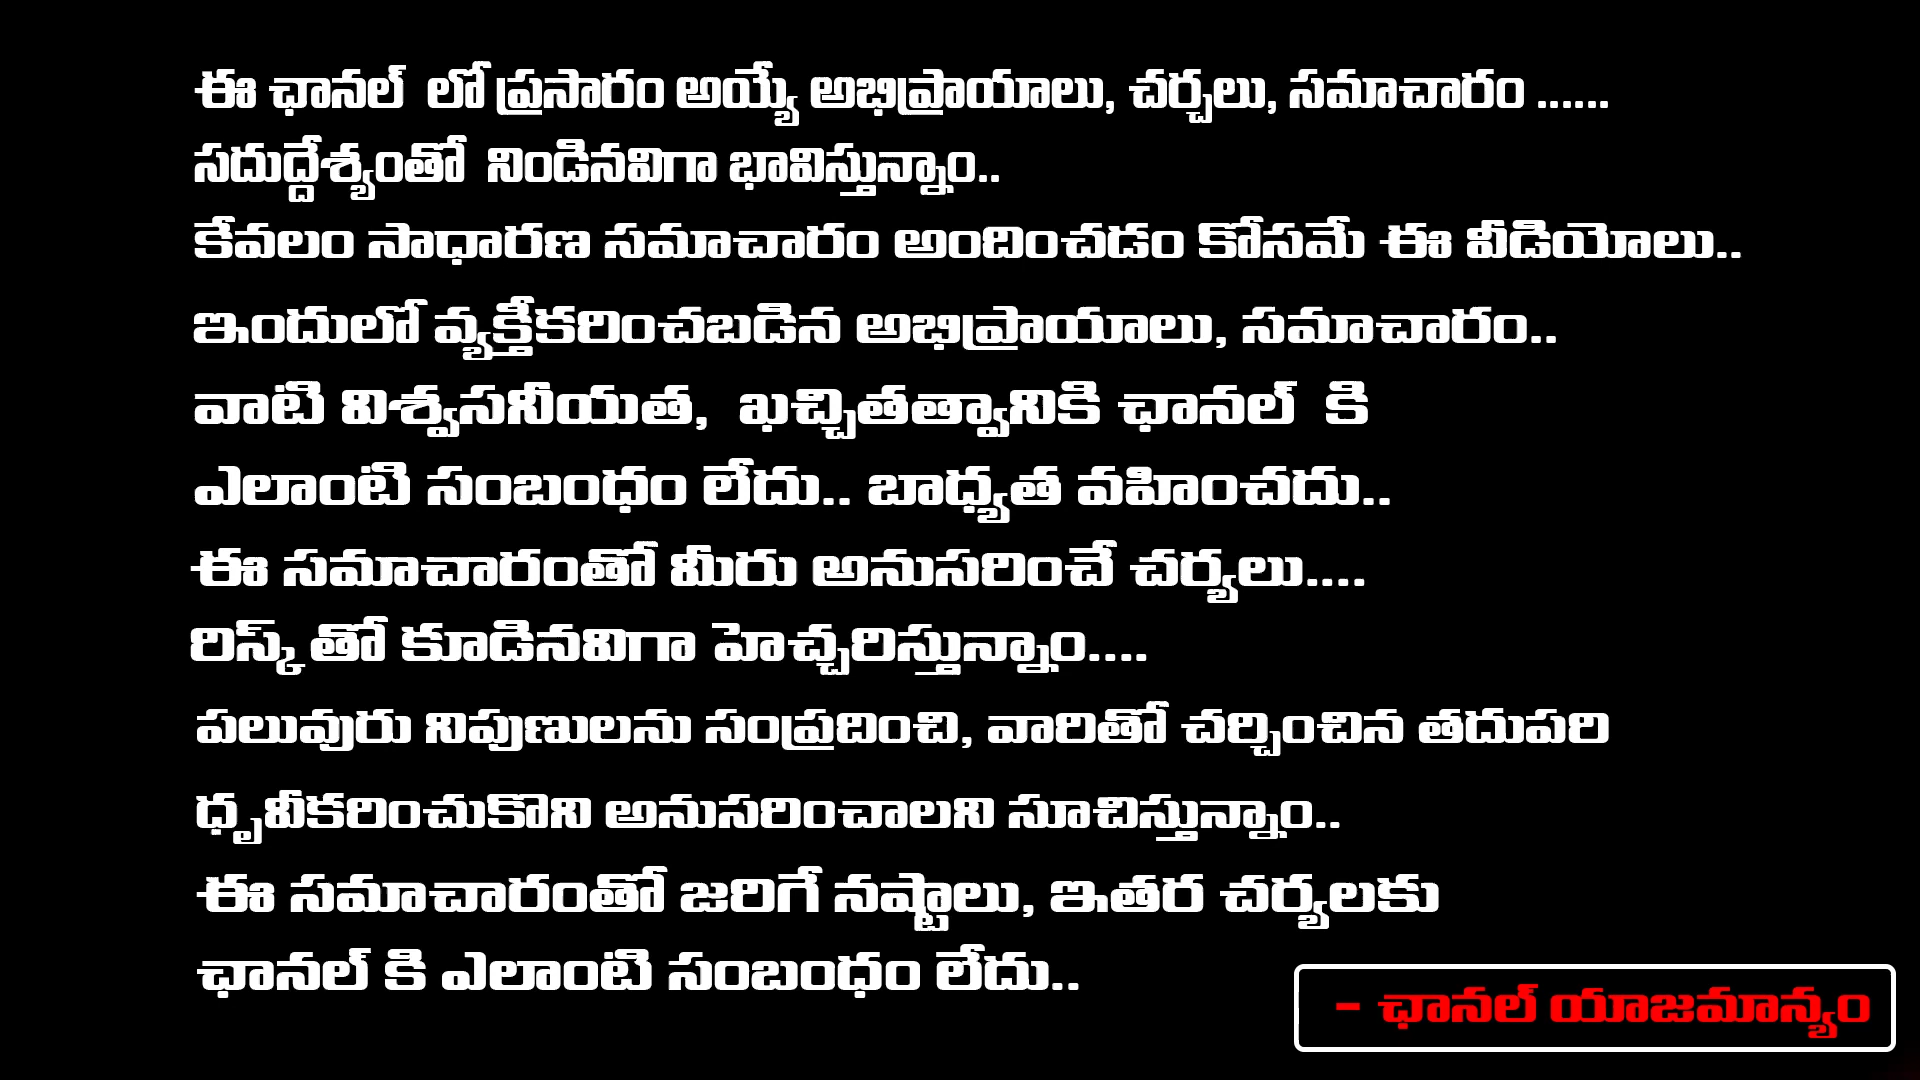 ఈ ఛానల్ లో ప్రసారం అయ్యే అభిప్రాయాలు, చర్చలు, సమాచారం ......
సదుద్దేశ్యంతో నిండినవిగా భావిస్తున్నాం..
కేవలం సాధారణ సమాచారం అందించడం కోసమే ఈ వీడియోలు..
ఇందులో వ్యక్తీకరించబడిన అభిప్రాయాలు, సమాచారం..
వాటి విశ్వసనీయత, ఖచ్చితత్వానికి ఛానల్ కి
ఎలాంటి సంబంధం లేదు.. బాధ్యత వహించదు..
ఈ సమాచారంతో మీరు అనుసరించే చర్యలు....
రిస్క్ తో కూడినవిగా హెచ్చరిస్తున్నాం....
పలువురు నిపుణులను సంప్రదించి, వారితో చర్చించిన తదుపరి
ధృవీకరించుకొని అనుసరించాలని సూచిస్తున్నాం..
ఈ సమాచారంతో జరిగే నష్టాలు, ఇతర చర్యలకు
ఛానల్ కి ఎలాంటి సంబంధం లేదు..
- ఛానల్ యాజమాన్యం